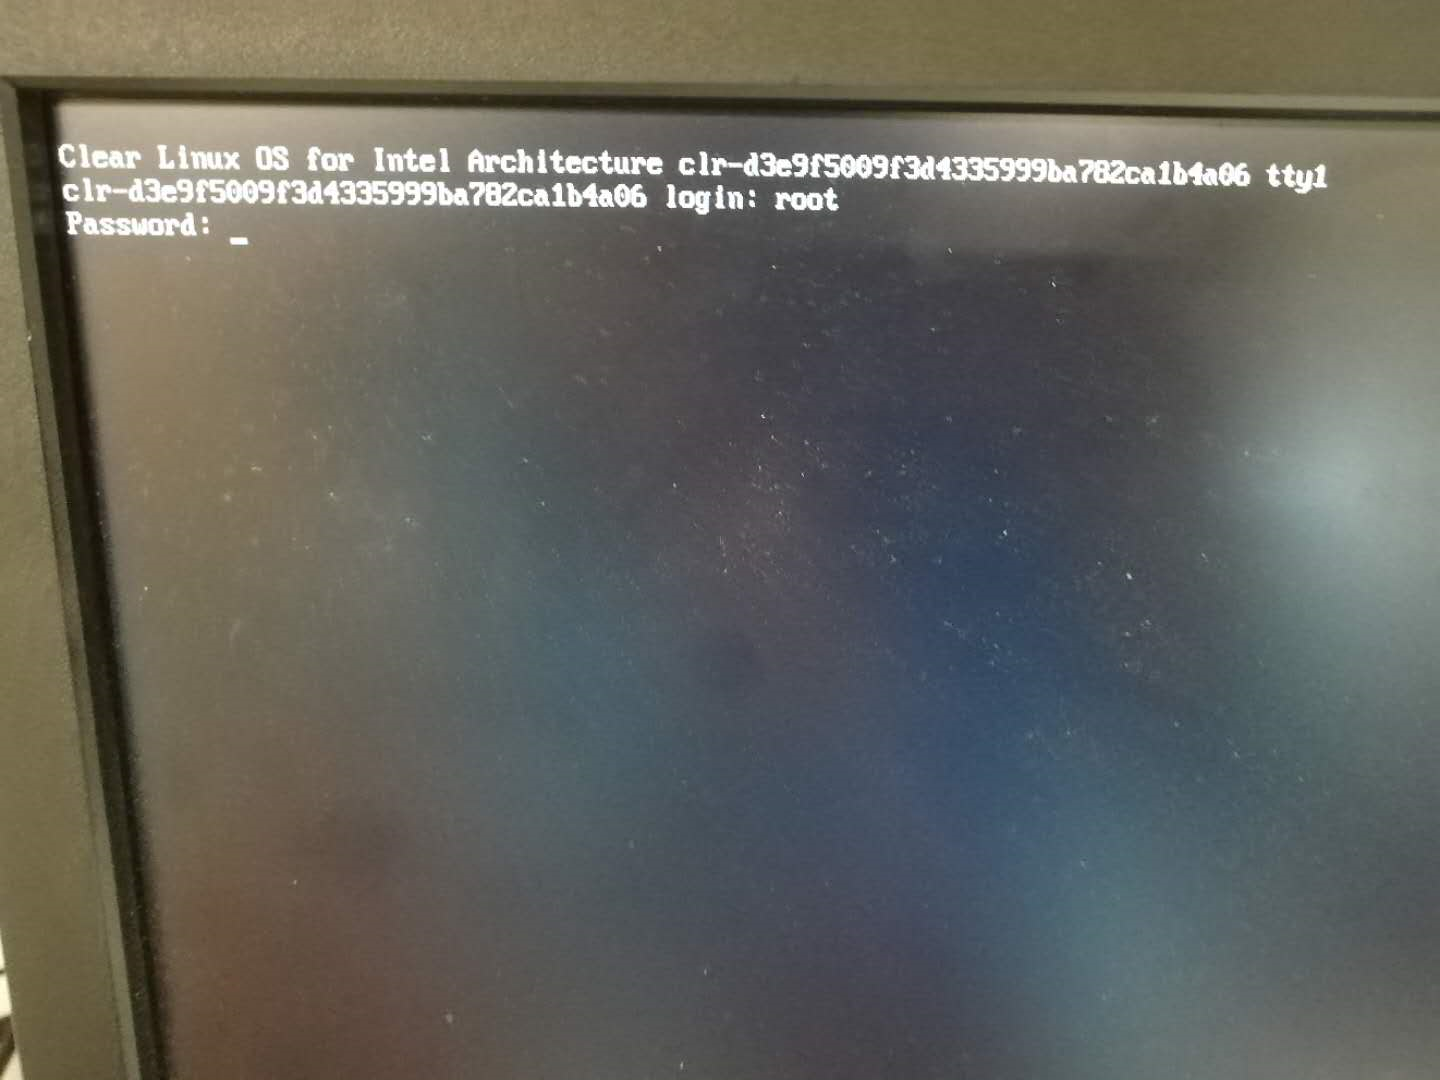 Clear Linux OS for Intel Architecture clr-d3e9f5009f3d4335999ba782ca1b4a06 tty1
clr-d3e9f5009f3d4335999ba782ca1b4a06 login: root
Password: _